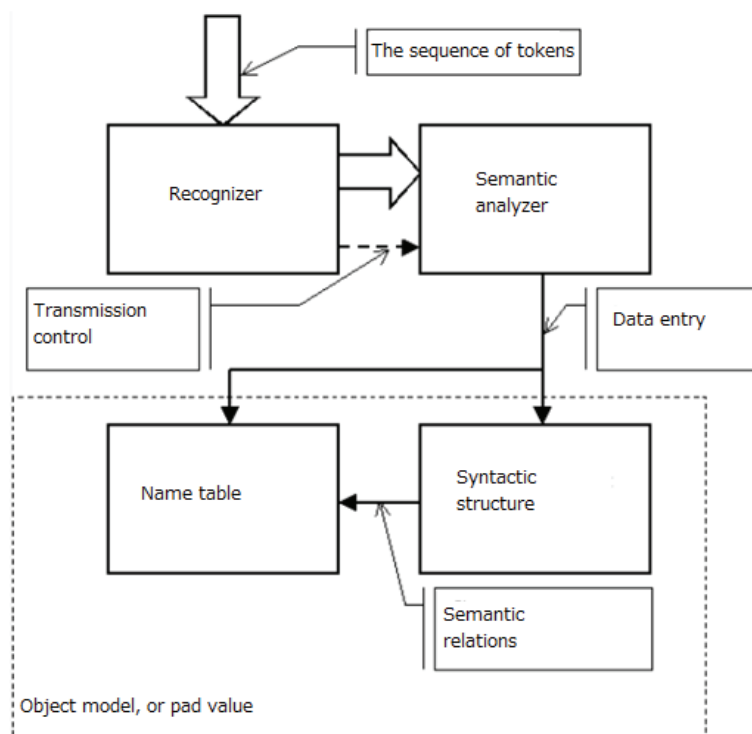 The sequence of tokens
Recognizer
Semantic
analyzer
Transmission
control
Data entry
Name table
Syntactic
structure
Semantic
relations
Object model, or pad value